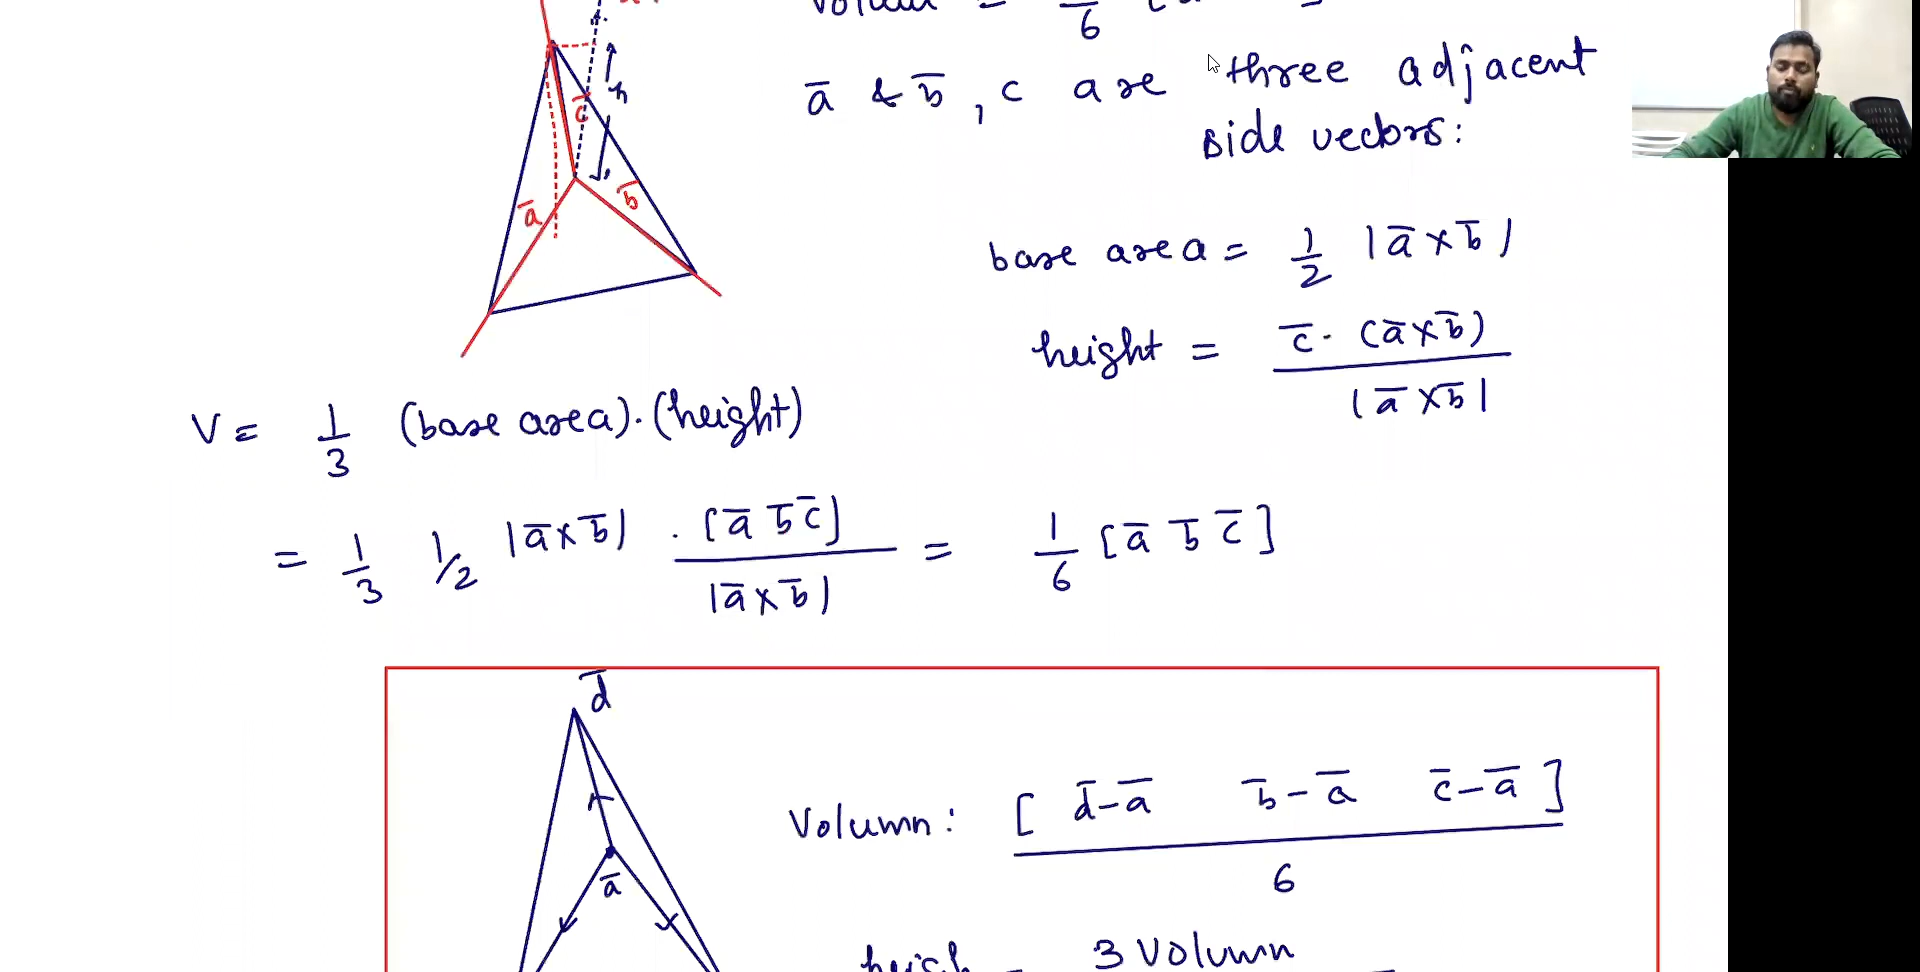 6
a̅ & b̅, c are three adjacent
side vectors:
c̅
h
a̅
b̅
base area = 1/2 |a̅ × b̅|
height = c̅ · (a̅ × b̅) / |a̅ × b̅|
V = 1/3 (base area) · (height)
= 1/3 1/2 |a̅ × b̅| · [a̅ b̅ c̅] / |a̅ × b̅| = 1/6 [a̅ b̅ c̅]
d̅
Volumn: [d̅-a̅ b̅-a̅ c̅-a̅] / 6
a̅
3 Volumn